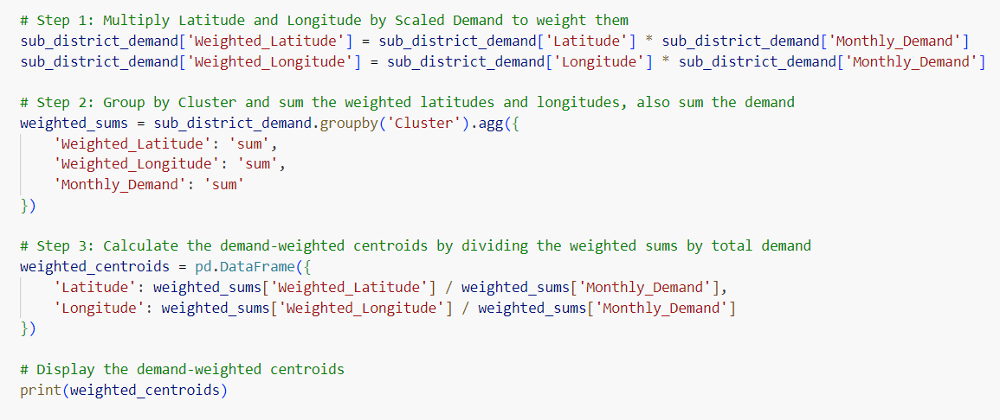 # Step 1: Multiply Latitude and Longitude by Scaled Demand to weight them
sub_district_demand['Weighted_Latitude'] = sub_district_demand['Latitude'] * sub_district_demand['Monthly_Demand']
sub_district_demand['Weighted_Longitude'] = sub_district_demand['Longitude'] * sub_district_demand['Monthly_Demand']

# Step 2: Group by Cluster and sum the weighted latitudes and longitudes, also sum the demand
weighted_sums = sub_district_demand.groupby('Cluster').agg({
    'Weighted_Latitude': 'sum',
    'Weighted_Longitude': 'sum',
    'Monthly_Demand': 'sum'
})

# Step 3: Calculate the demand-weighted centroids by dividing the weighted sums by total demand
weighted_centroids = pd.DataFrame({
    'Latitude': weighted_sums['Weighted_Latitude'] / weighted_sums['Monthly_Demand'],
    'Longitude': weighted_sums['Weighted_Longitude'] / weighted_sums['Monthly_Demand']
})

# Display the demand-weighted centroids
print(weighted_centroids)